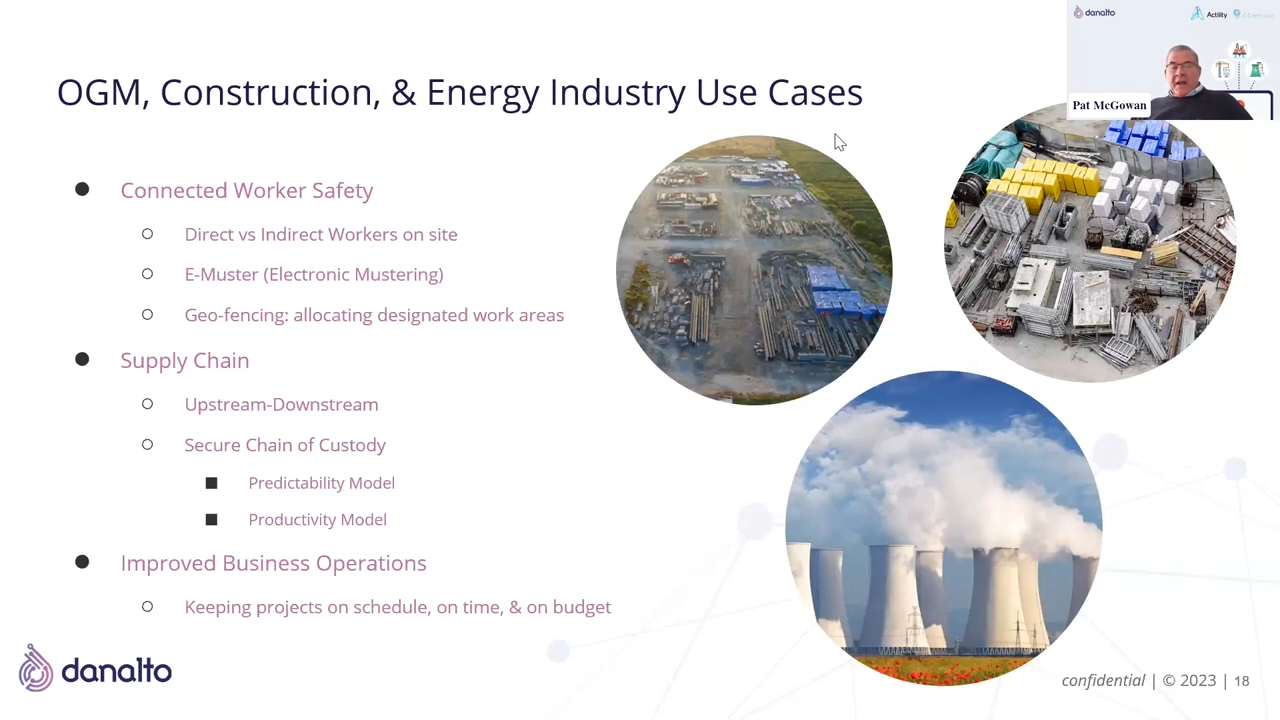 danalto
Actility
OGM, Construction, & Energy Industry Use Cases
Pat McGowan
Connected Worker Safety
Direct vs Indirect Workers on site
E-Muster (Electronic Mustering)
Geo-fencing: allocating designated work areas
Supply Chain
Upstream-Downstream
Secure Chain of Custody
Predictability Model
Productivity Model
Improved Business Operations
Keeping projects on schedule, on time, & on budget
danalto
confidential | © 2023 | 18